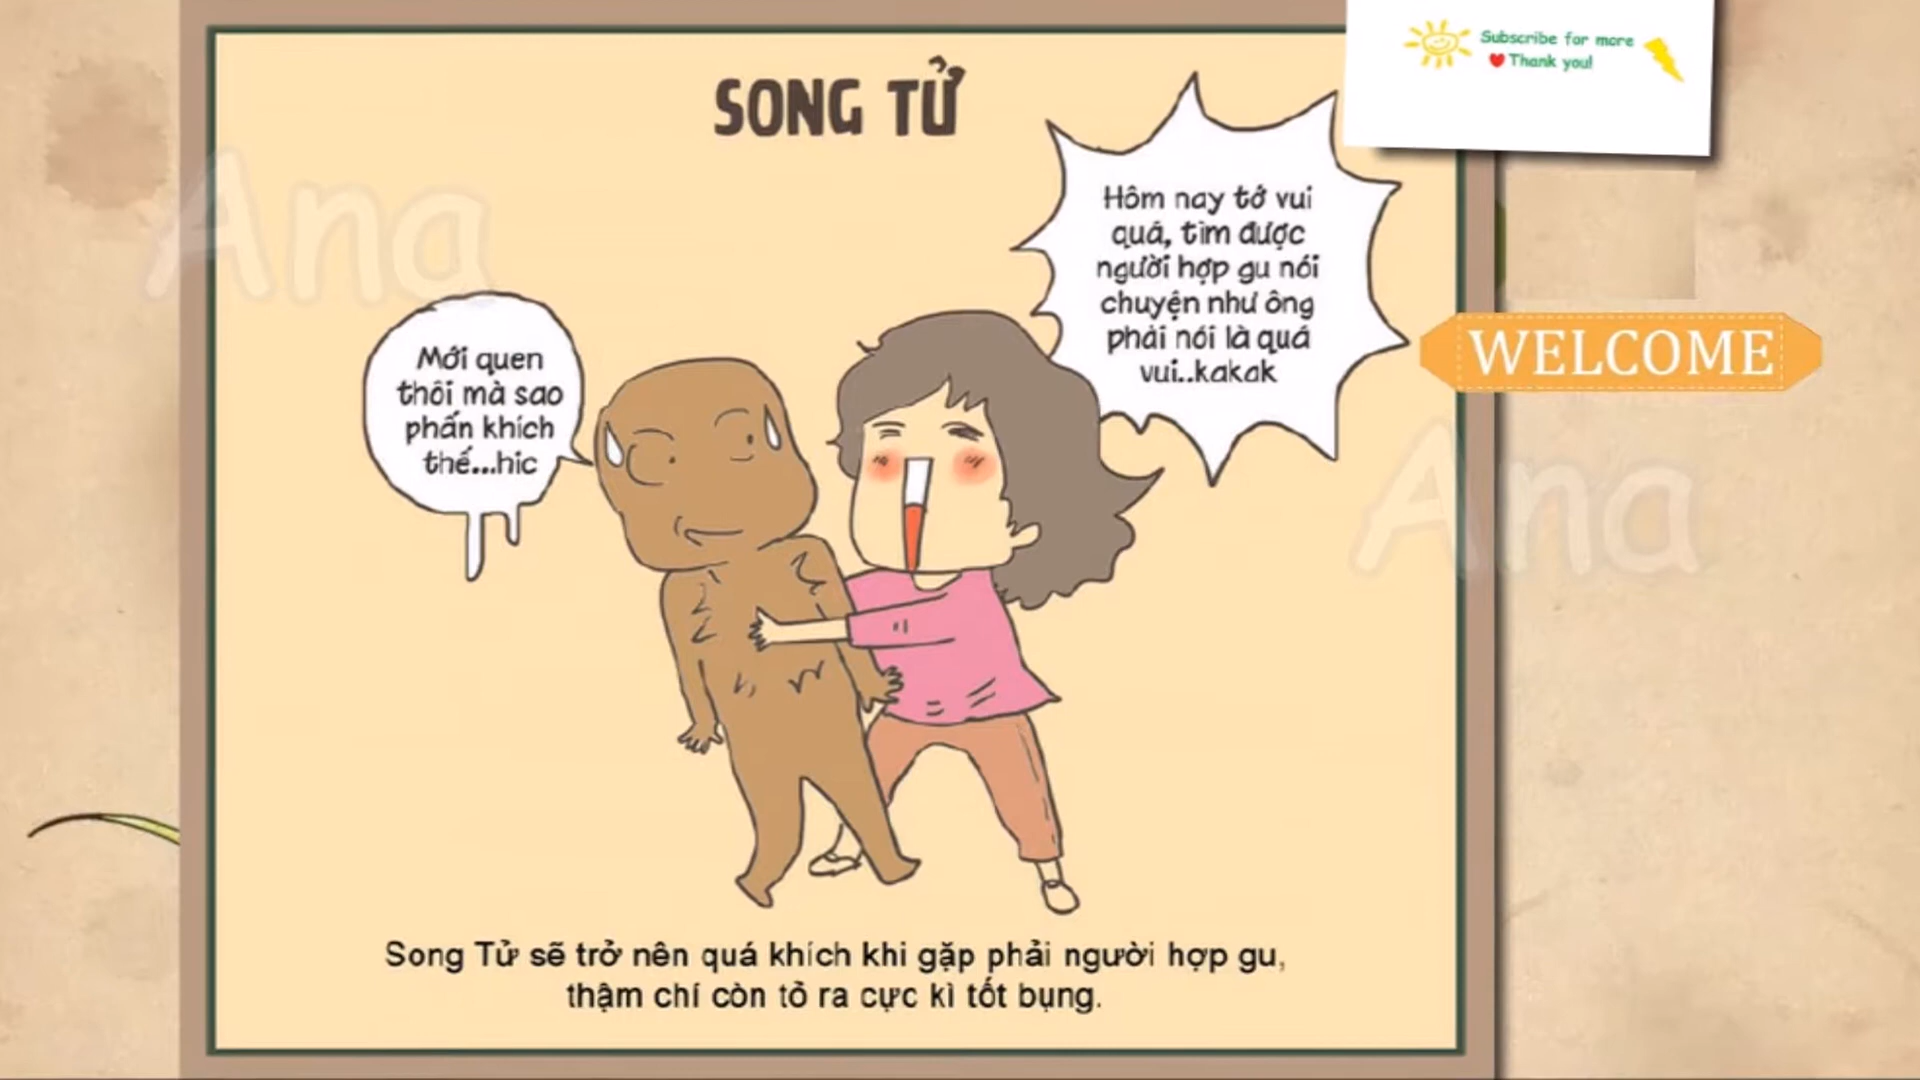 Subscribe for more
Thank you!
SONG TỬ
Hôm nay tớ vui
quá, tìm được
người hợp gu nói
chuyện như ông
phải nói là quá
vui..kakak
WELCOME
Mới quen
thôi mà sao
phấn khích
thế...hic
Ana
Ana
Song Tử sẽ trở nên quá khích khi gặp phải người hợp gu,
thậm chí còn tỏ ra cực kì tốt bụng.